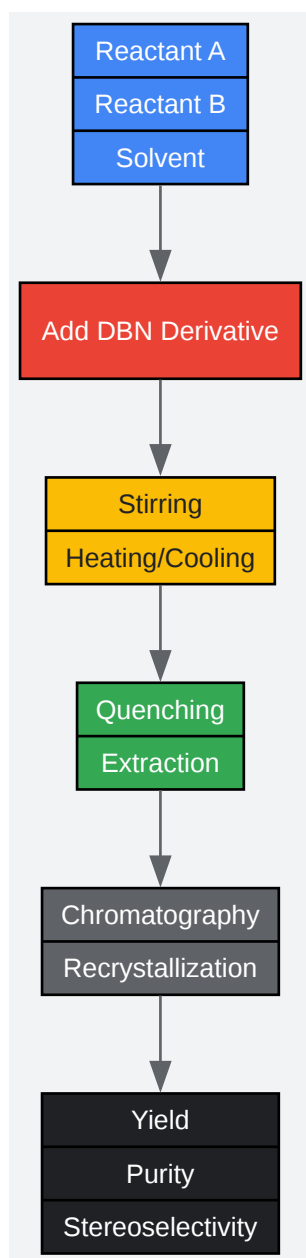 Reactant A
Reactant B
Solvent
Add DBN Derivative
Stirring
Heating/Cooling
Quenching
Extraction
Chromatography
Recrystallization
Yield
Purity
Stereoselectivity